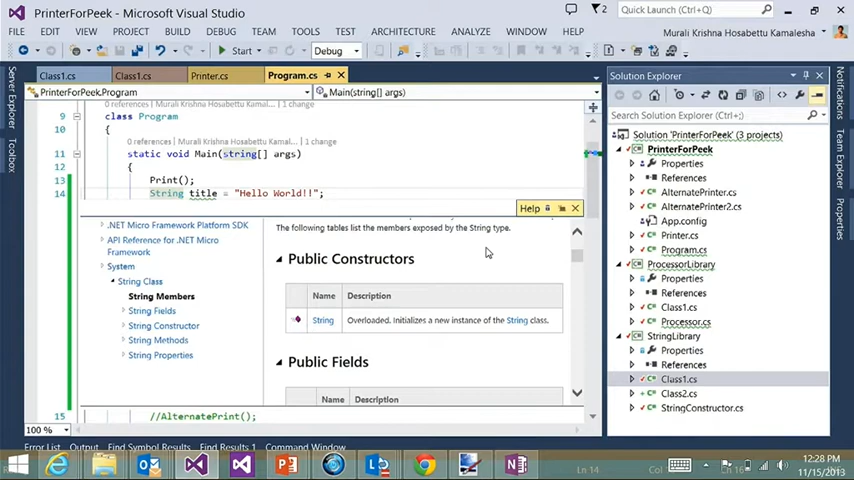 PrinterForPeek - Microsoft Visual Studio
2
Quick Launch (Ctrl+Q)
FILE EDIT VIEW PROJECT BUILD DEBUG TEAM TOOLS TEST ARCHITECTURE ANALYZE WINDOW HELP
Murali Krishna Hosabettu Kamalesha
Start
Debug
Server Explorer
Toolbox
Class1.cs
Class1.cs
Printer.cs
Program.cs
PrinterForPeek.Program
Main(string[] args)
0 references | Murali Krishna Hosabettu Kamal... | 1 change
9 class Program
10 {
0 references | Murali Krishna Hosabettu Kamal... | 1 change
11 static void Main(string[] args)
12 {
13 Print();
14 String title = "Hello World!!";
Help
.NET Micro Framework Platform SDK
API Reference for .NET Micro
Framework
System
String Class
String Members
String Fields
String Constructor
String Methods
String Properties
The following tables list the members exposed by the String type.
Public Constructors
Name Description
String Overloaded. Initializes a new instance of the String class.
Public Fields
Name Description
15 //AlternatePrint();
100 %
Error List Output Find Symbol Results Command Window
Solution Explorer
Search Solution Explorer (Ctrl+;)
Solution 'PrinterForPeek' (3 projects)
PrinterForPeek
Properties
References
AlternatePrinter.cs
AlternatePrinter2.cs
App.config
Printer.cs
Program.cs
ProcessorLibrary
Properties
References
Class1.cs
Processor.cs
StringLibrary
Properties
References
Class1.cs
Class2.cs
StringConstructor.cs
Notifications
Team Explorer
Properties
Ln 14
12:28 PM
11/15/2013